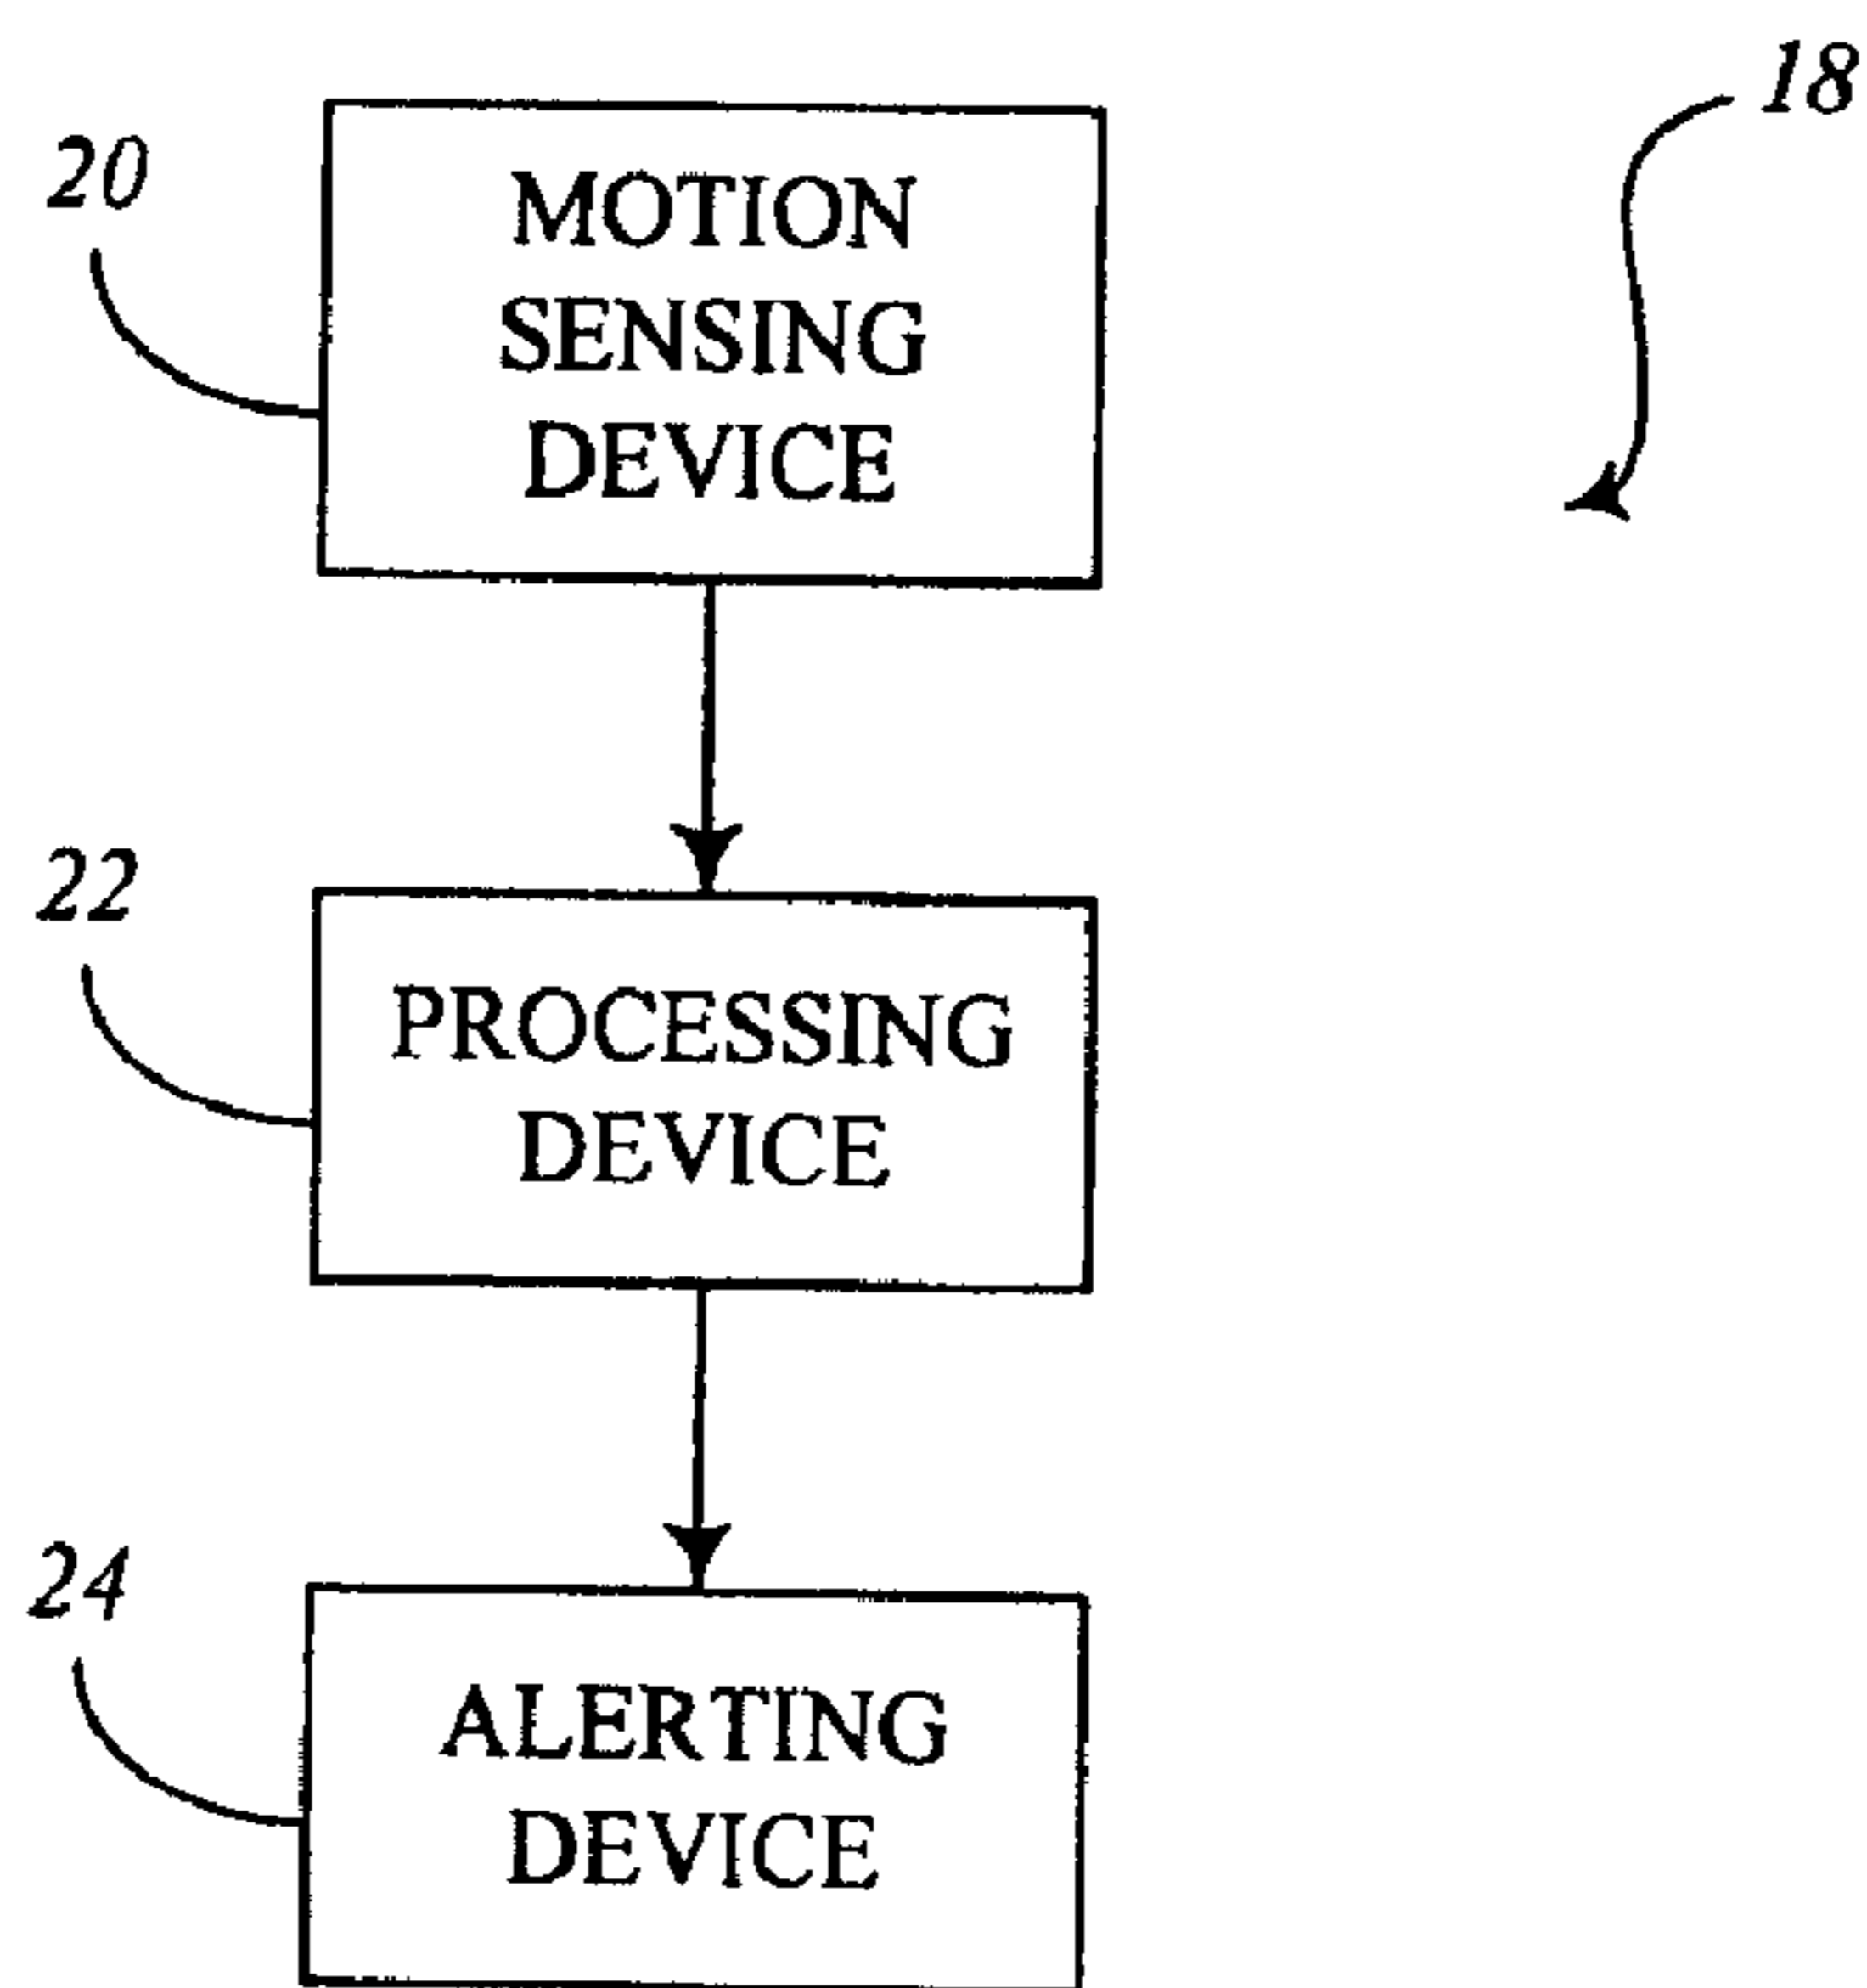 18
20
MOTION
SENSING
DEVICE
22
PROCESSING
DEVICE
24
ALERTING
DEVICE